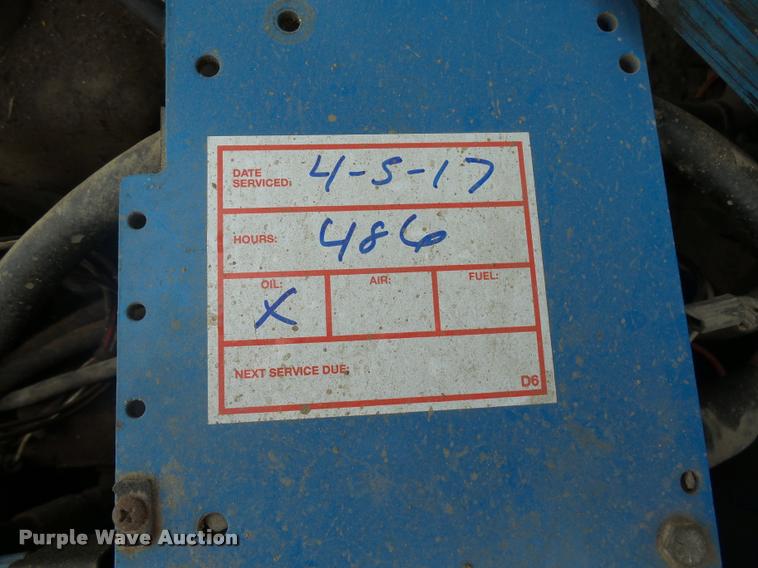 DATE SERVICED: 4-5-17
HOURS: 486
OIL: AIR: FUEL:
X
NEXT SERVICE DUE:
D6
Purple Wave Auction